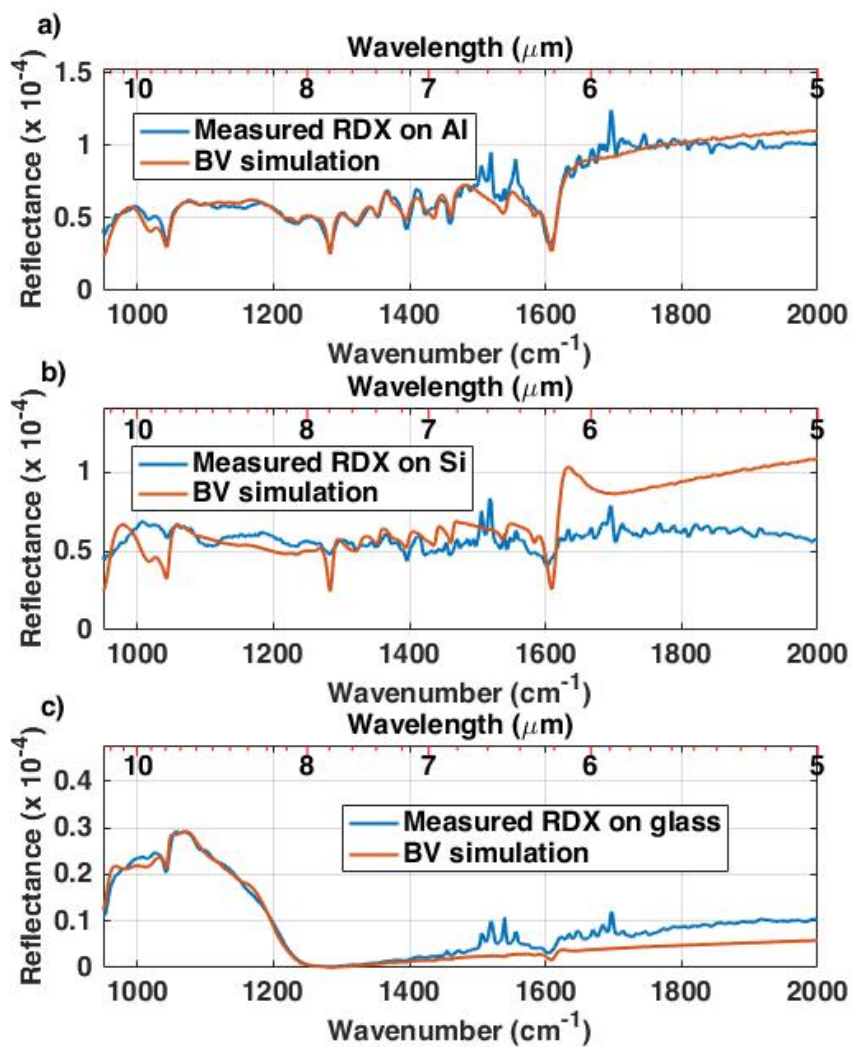 a)
Wavelength (μm)
10 8 7 6 5
Reflectance (x 10⁻⁴)
1.5
1
0.5
0
Measured RDX on Al
BV simulation
1000 1200 1400 1600 1800 2000
Wavenumber (cm⁻¹)
b)
Wavelength (μm)
10 8 7 6 5
Reflectance (x 10⁻⁴)
1
0.5
0
Measured RDX on Si
BV simulation
1000 1200 1400 1600 1800 2000
Wavenumber (cm⁻¹)
c)
Wavelength (μm)
10 8 7 6 5
Reflectance (x 10⁻⁴)
0.4
0.3
0.2
0.1
0
Measured RDX on glass
BV simulation
1000 1200 1400 1600 1800 2000
Wavenumber (cm⁻¹)